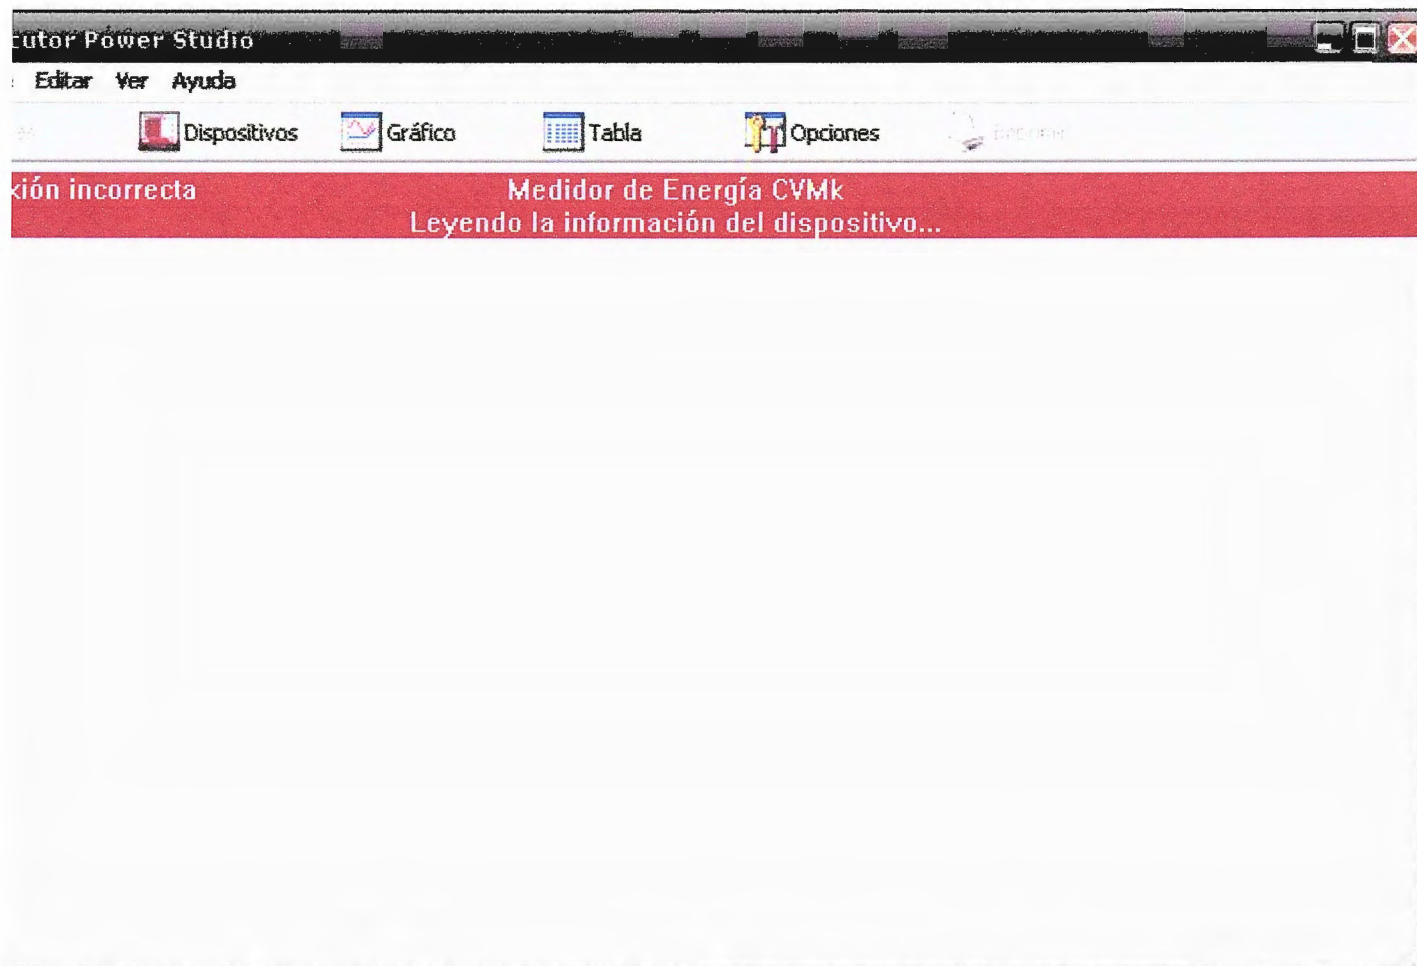 cutor Power Studio
Editar Ver Ayuda
Dispositivos Gráfico Tabla Opciones
xión incorrecta Medidor de Energía CVMk
Leyendo la información del dispositivo...